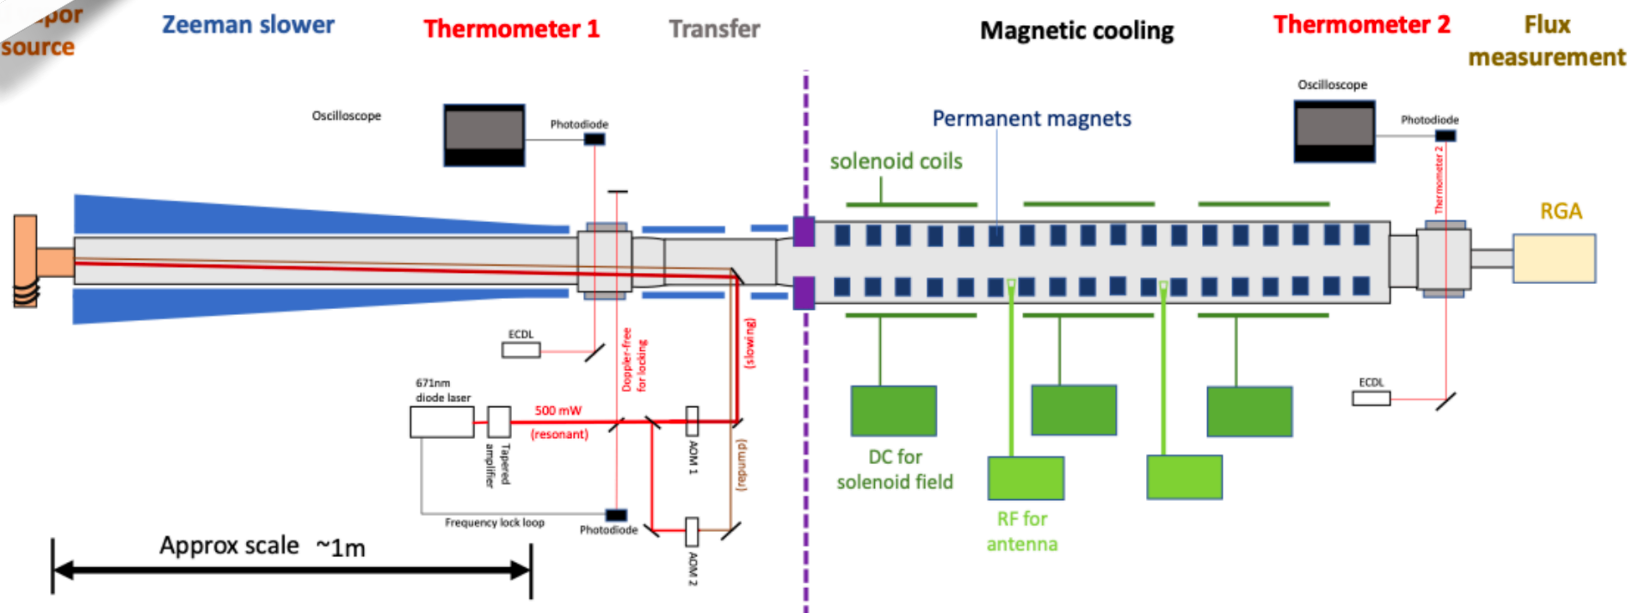 source
Zeeman slower
Thermometer 1
Transfer
Magnetic cooling
Thermometer 2
Flux
measurement
Oscilloscope
Photodiode
Permanent magnets
solenoid coils
Oscilloscope
Photodiode
Thermometer 2
RGA
ECDL
Doppler-free
for locking
(slowing)
671nm
diode laser
500 mW
(resonant)
Tapered
amplifier
AOM 1
(repump)
Frequency lock loop
Photodiode
AOM 2
ECDL
DC for
solenoid field
RF for
antenna
Approx scale ~1m